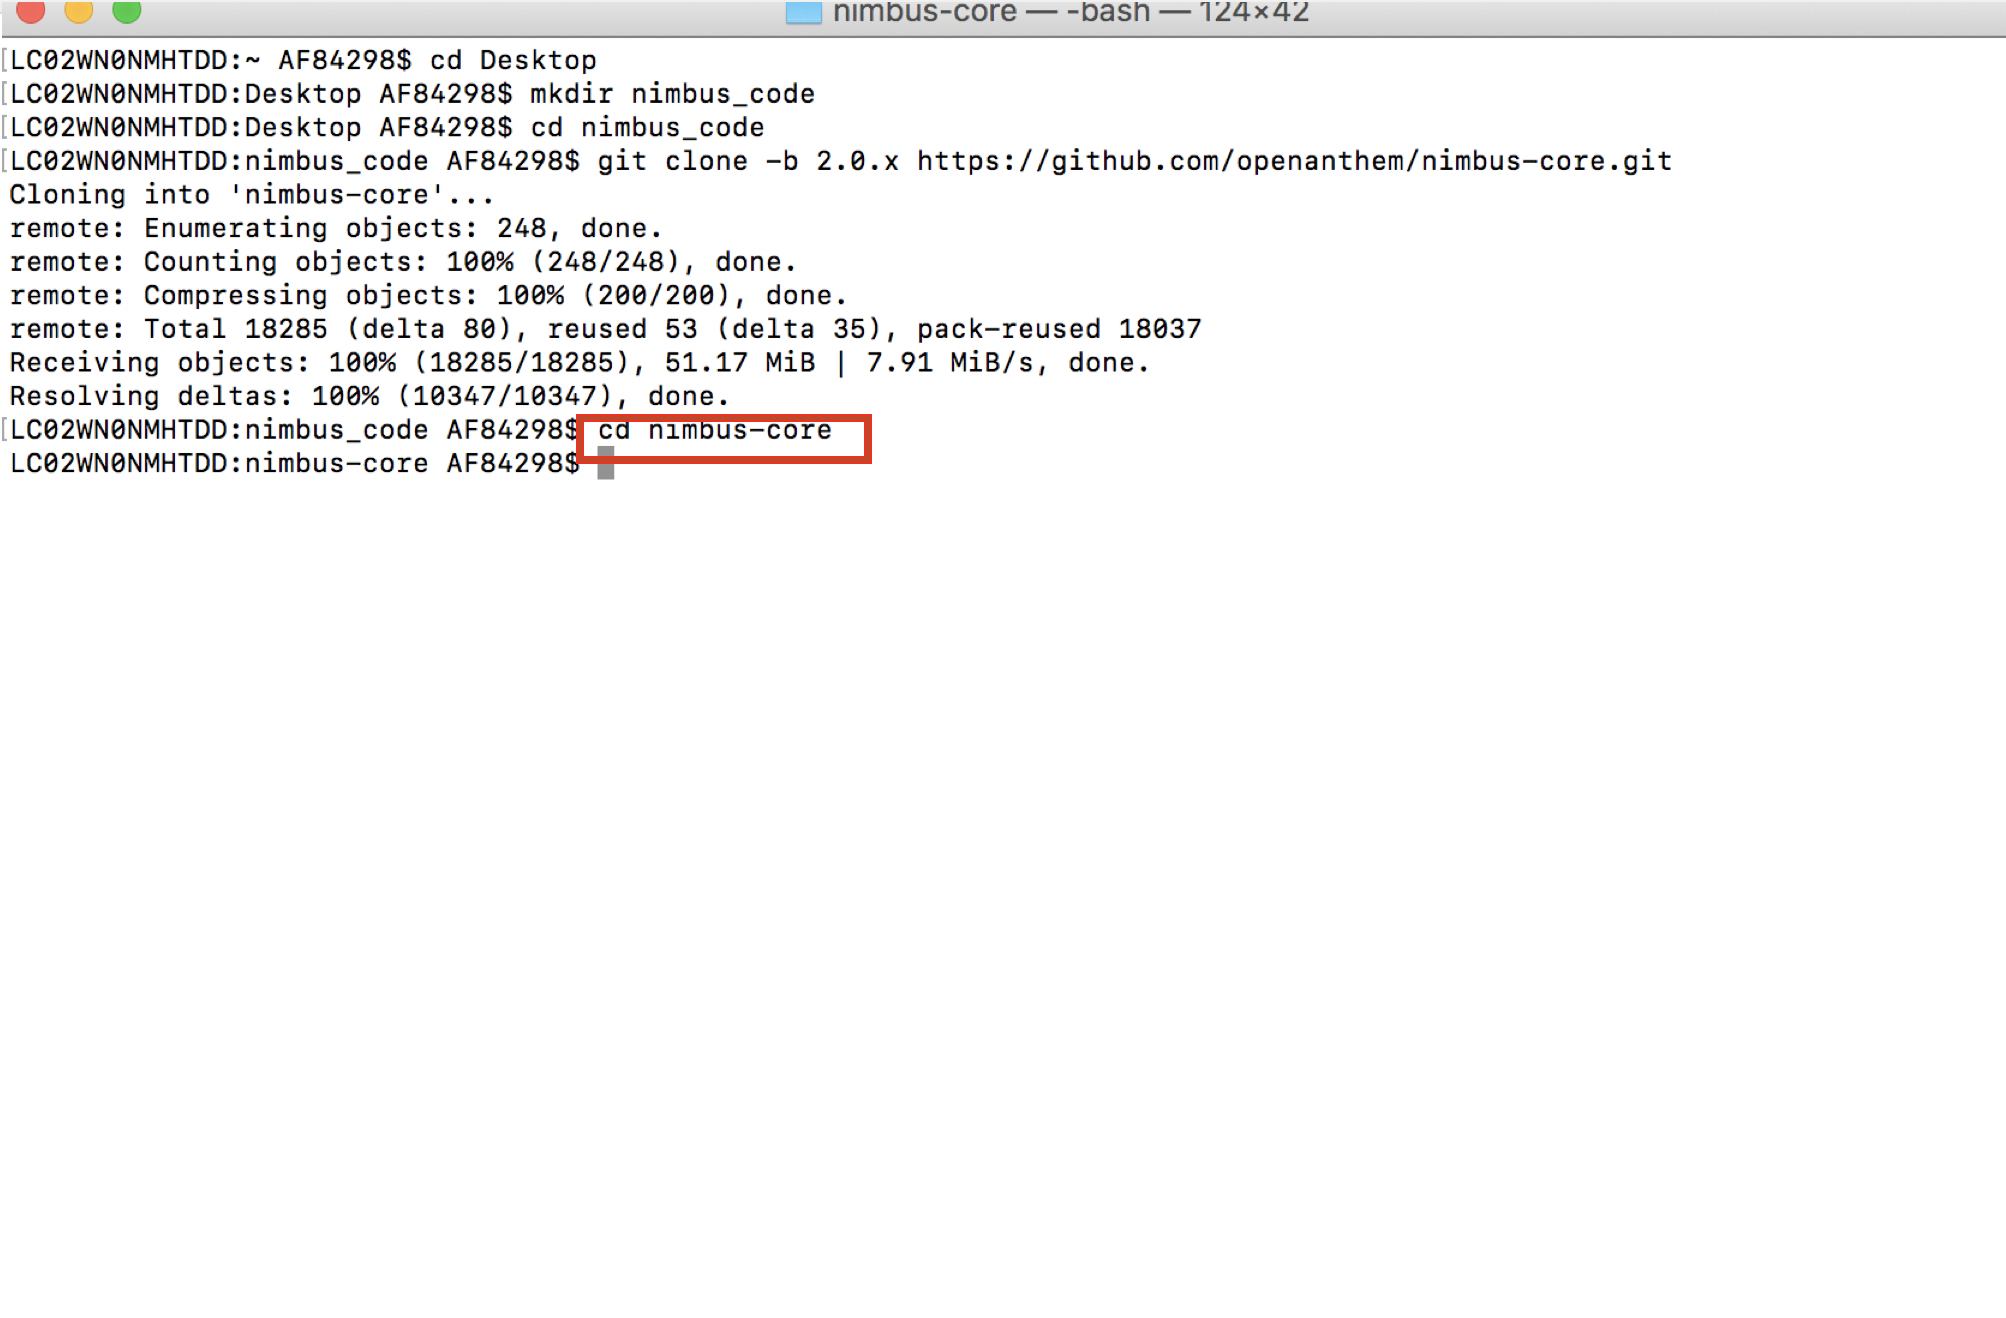 nimbus-core — -bash — 124×42
LC02WN0NMHTDD:~ AF84298$ cd Desktop
LC02WN0NMHTDD:Desktop AF84298$ mkdir nimbus_code
LC02WN0NMHTDD:Desktop AF84298$ cd nimbus_code
LC02WN0NMHTDD:nimbus_code AF84298$ git clone -b 2.0.x https://github.com/openanthem/nimbus-core.git
Cloning into 'nimbus-core'...
remote: Enumerating objects: 248, done.
remote: Counting objects: 100% (248/248), done.
remote: Compressing objects: 100% (200/200), done.
remote: Total 18285 (delta 80), reused 53 (delta 35), pack-reused 18037
Receiving objects: 100% (18285/18285), 51.17 MiB | 7.91 MiB/s, done.
Resolving deltas: 100% (10347/10347), done.
LC02WN0NMHTDD:nimbus_code AF84298$ cd nimbus-core
LC02WN0NMHTDD:nimbus-core AF84298$